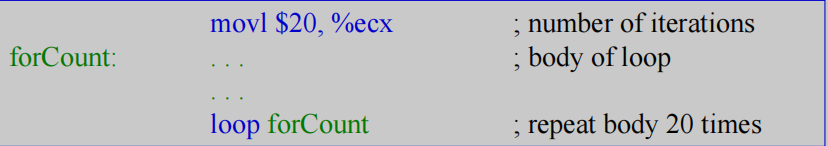 movl $20, %ecx ; number of iterations
forCount: . . . ; body of loop
. . .
loop forCount ; repeat body 20 times